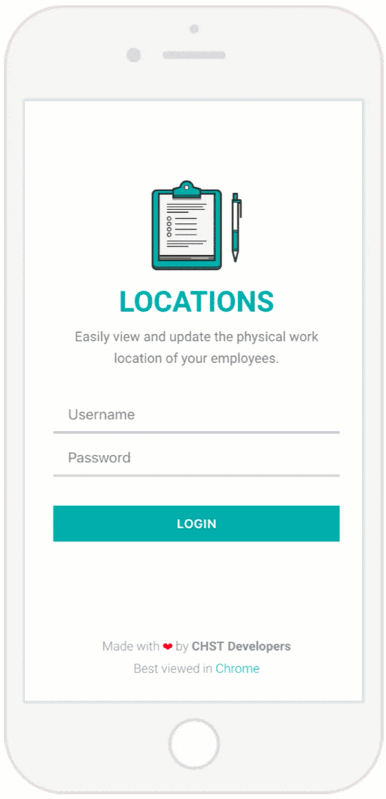 LOCATIONS
Easily view and update the physical work
location of your employees.
Username
Password
LOGIN
Made with ❤ by CHST Developers
Best viewed in Chrome